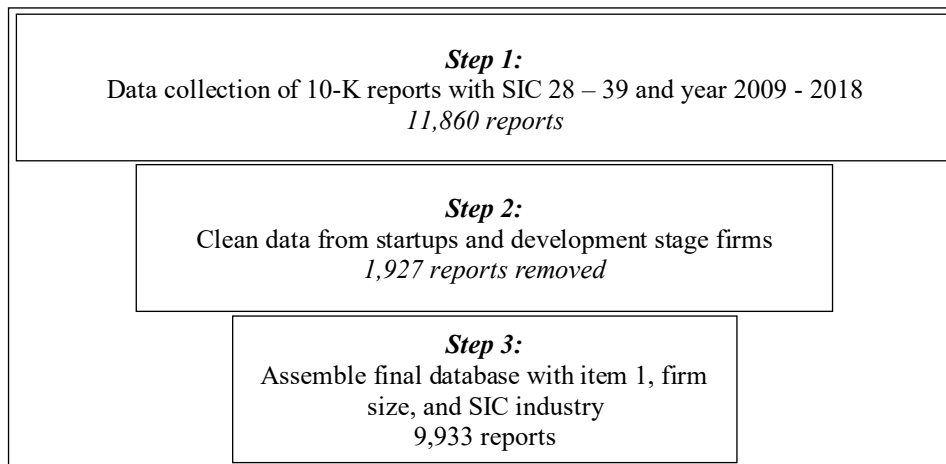 Step 1:
Data collection of 10-K reports with SIC 28 – 39 and year 2009 - 2018
11,860 reports
Step 2:
Clean data from startups and development stage firms
1,927 reports removed
Step 3:
Assemble final database with item 1, firm
size, and SIC industry
9,933 reports